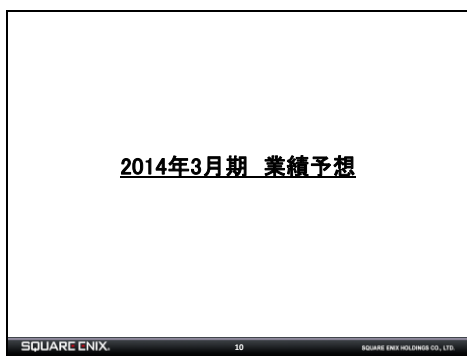 2014年3月期　業績予想
SQUARE ENIX.
10
SQUARE ENIX HOLDINGS CO., LTD.